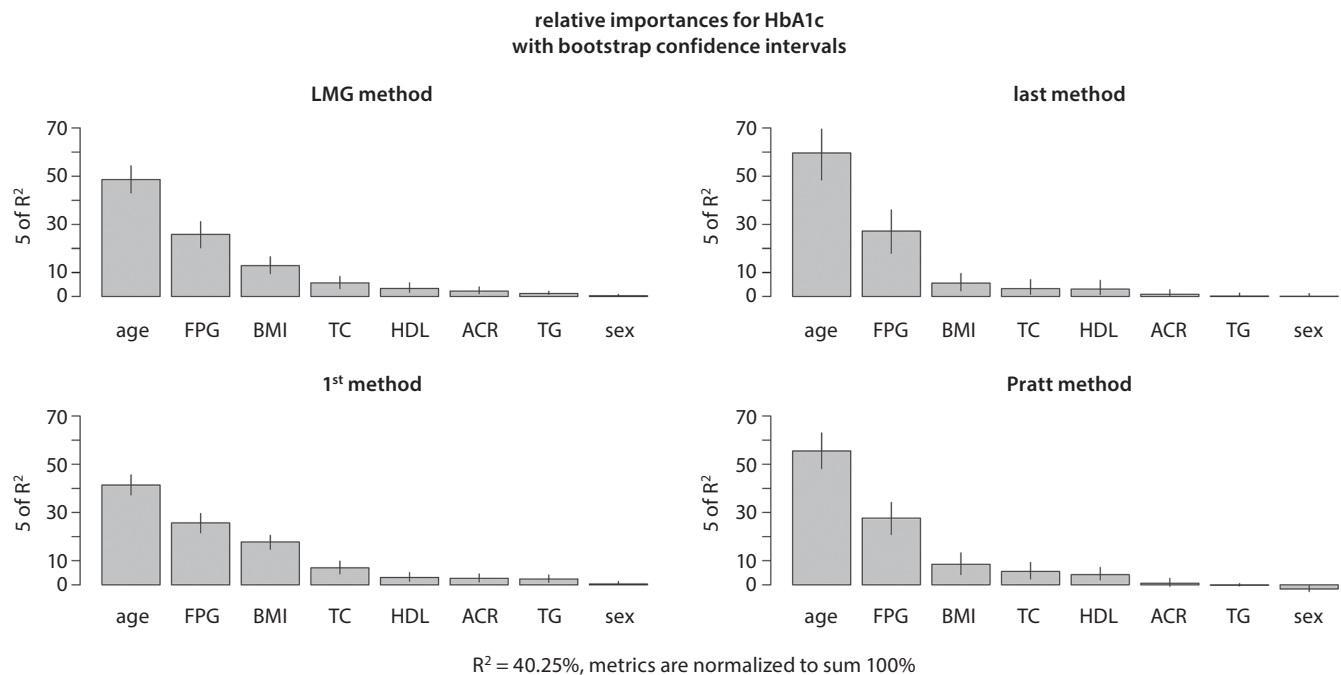 relative importances for HbA1c
with bootstrap confidence intervals
LMG method
70
50
30
10
0
5 of R²
age FPG BMI TC HDL ACR TG sex
last method
70
50
30
10
0
5 of R²
age FPG BMI TC HDL ACR TG sex
1st method
70
50
30
10
0
5 of R²
age FPG BMI TC HDL ACR TG sex
Pratt method
70
50
30
10
0
5 of R²
age FPG BMI TC HDL ACR TG sex
R² = 40.25%, metrics are normalized to sum 100%